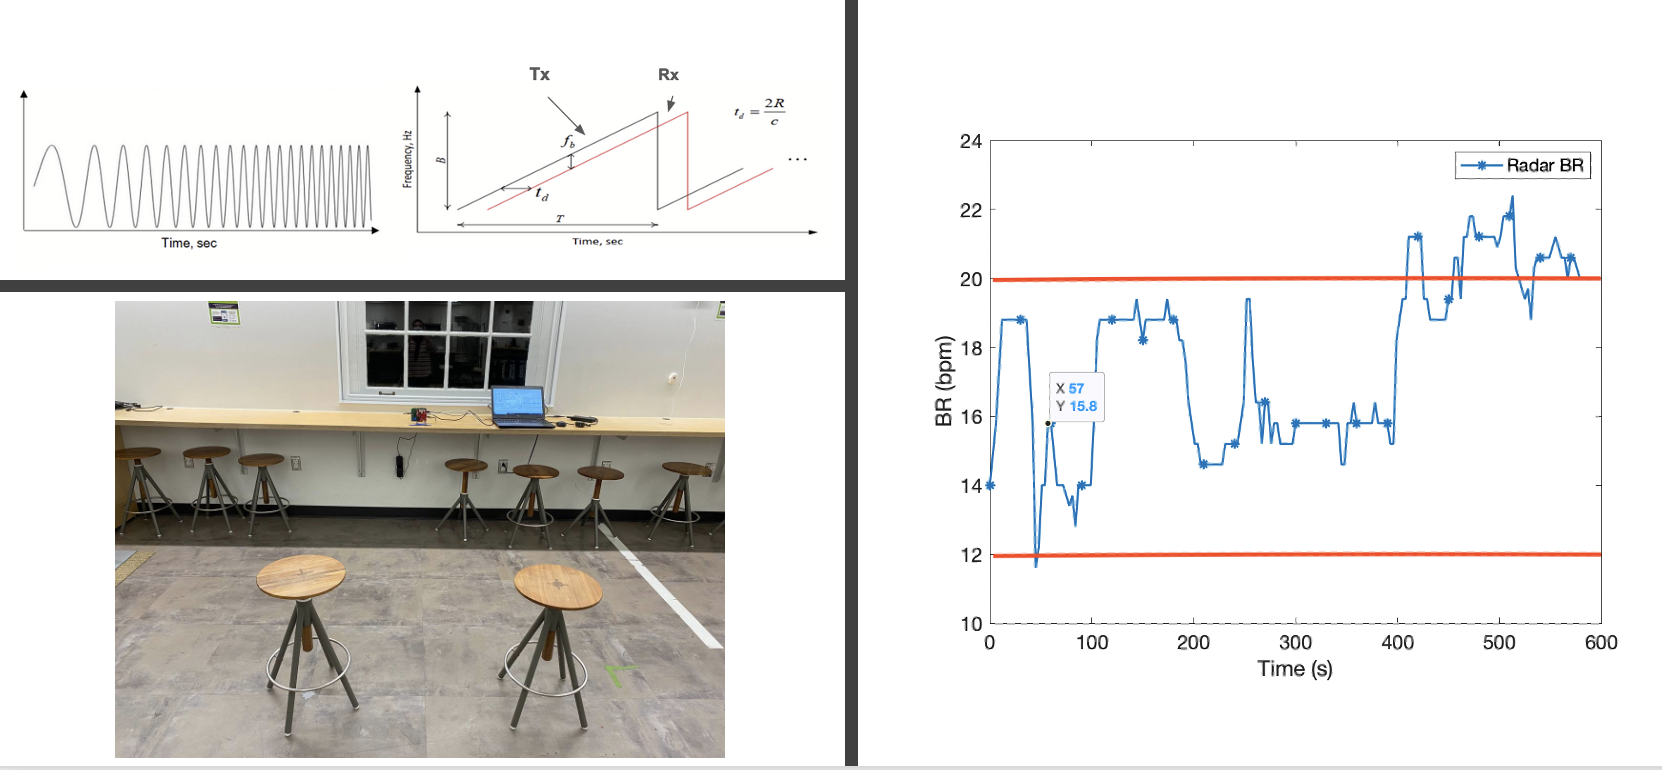 Time, sec
Tx
Rx
Frequency, Hz
B
f_b
t_d
T
t_d = 2R/c
...
Time, sec
Radar BR
BR (bpm)
24
22
20
18
16
14
12
10
X 57
Y 15.8
0
100
200
300
400
500
600
Time (s)